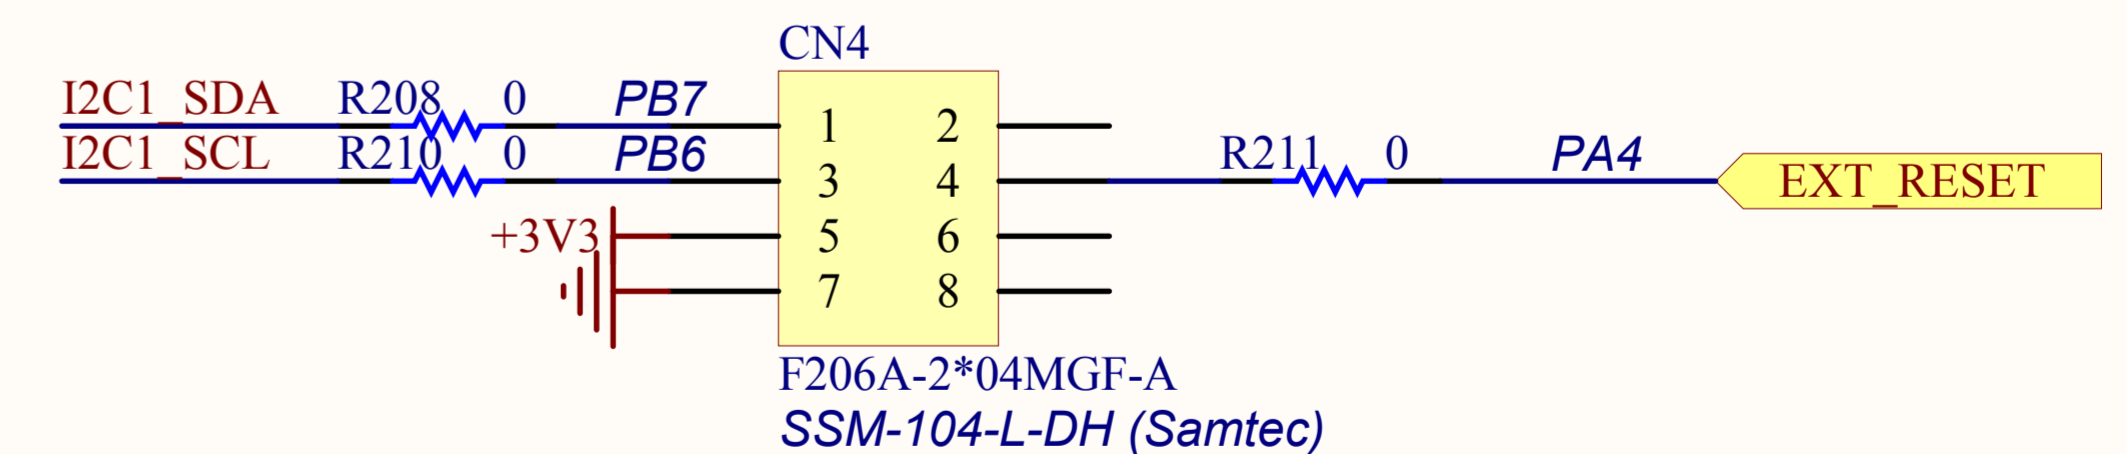 CN4
I2C1_SDA R208 0 PB7 1 2
I2C1_SCL R210 0 PB6 3 4 R211 0 PA4 EXT_RESET
+3V3 5 6
7 8
F206A-2*04MGF-A
SSM-104-L-DH (Samtec)